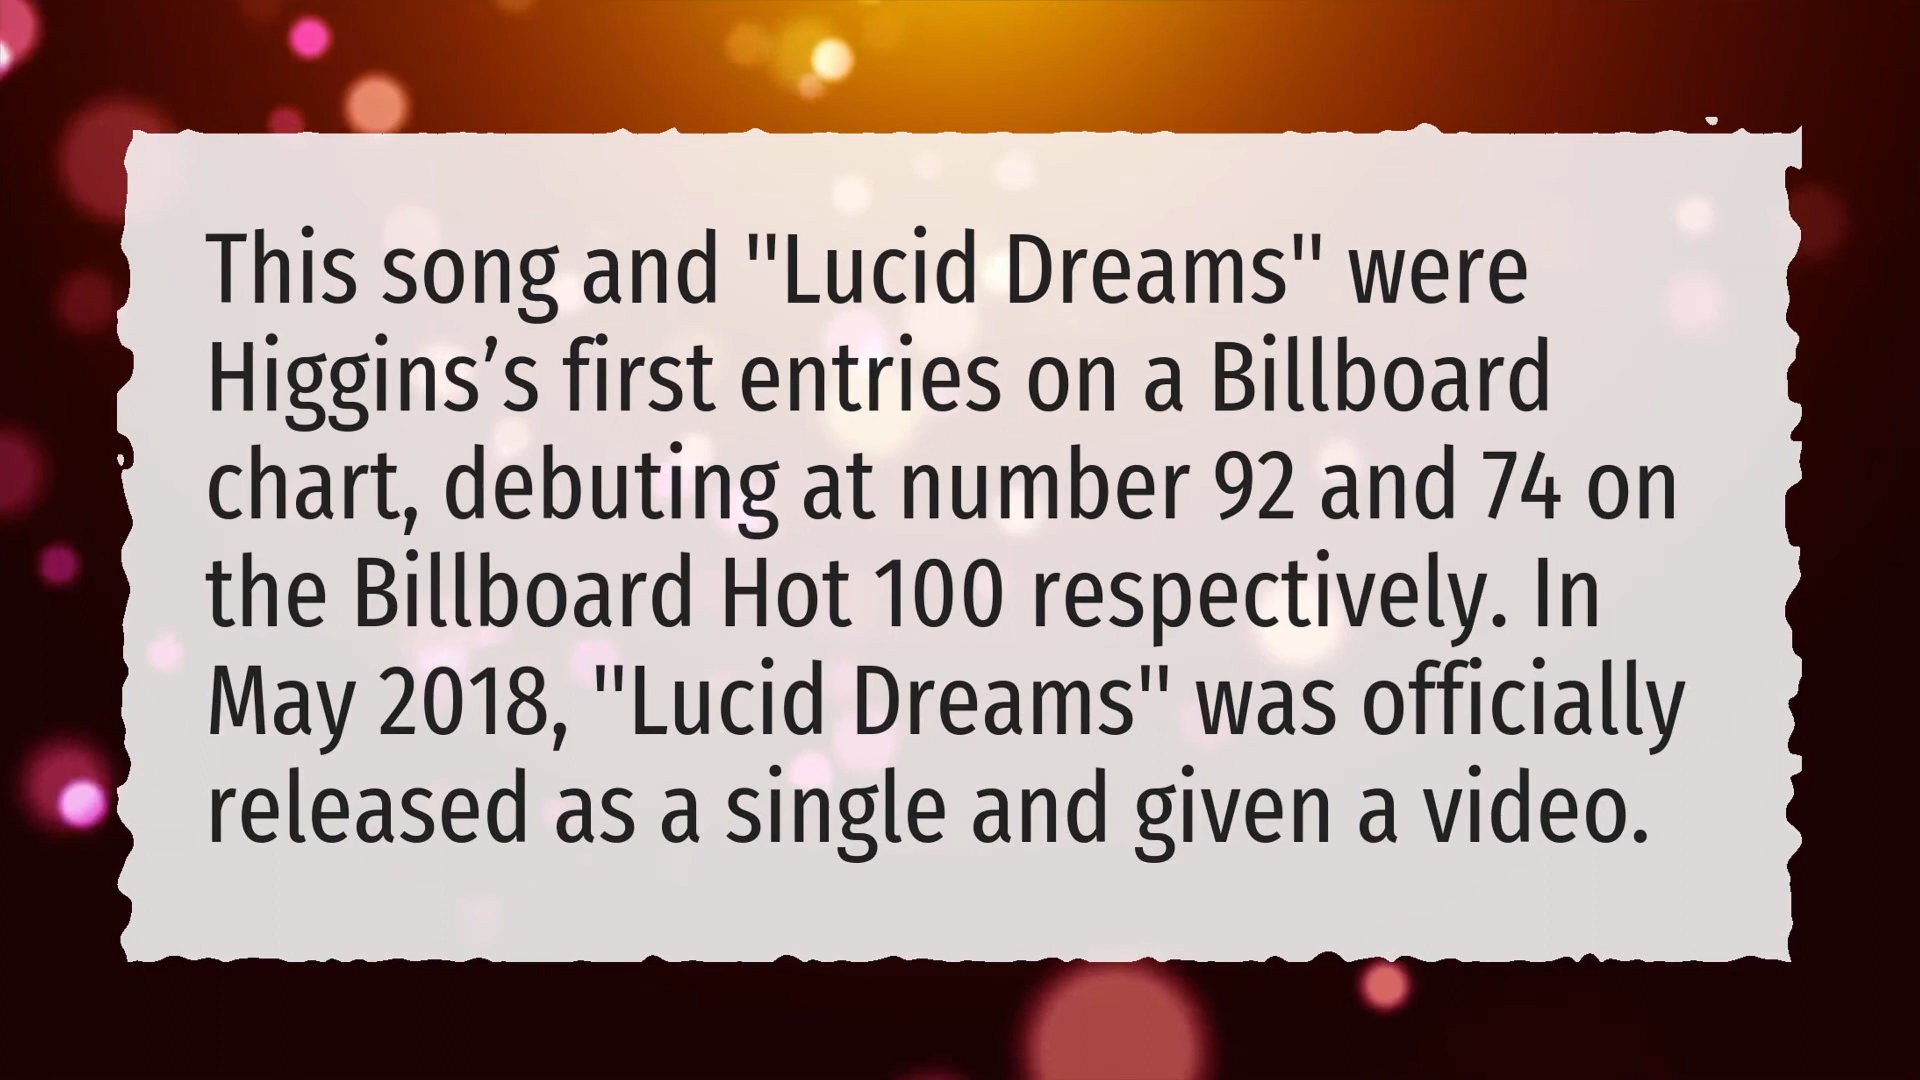 This song and "Lucid Dreams" were
Higgins’s first entries on a Billboard
chart, debuting at number 92 and 74 on
the Billboard Hot 100 respectively. In
May 2018, "Lucid Dreams" was officially
released as a single and given a video.